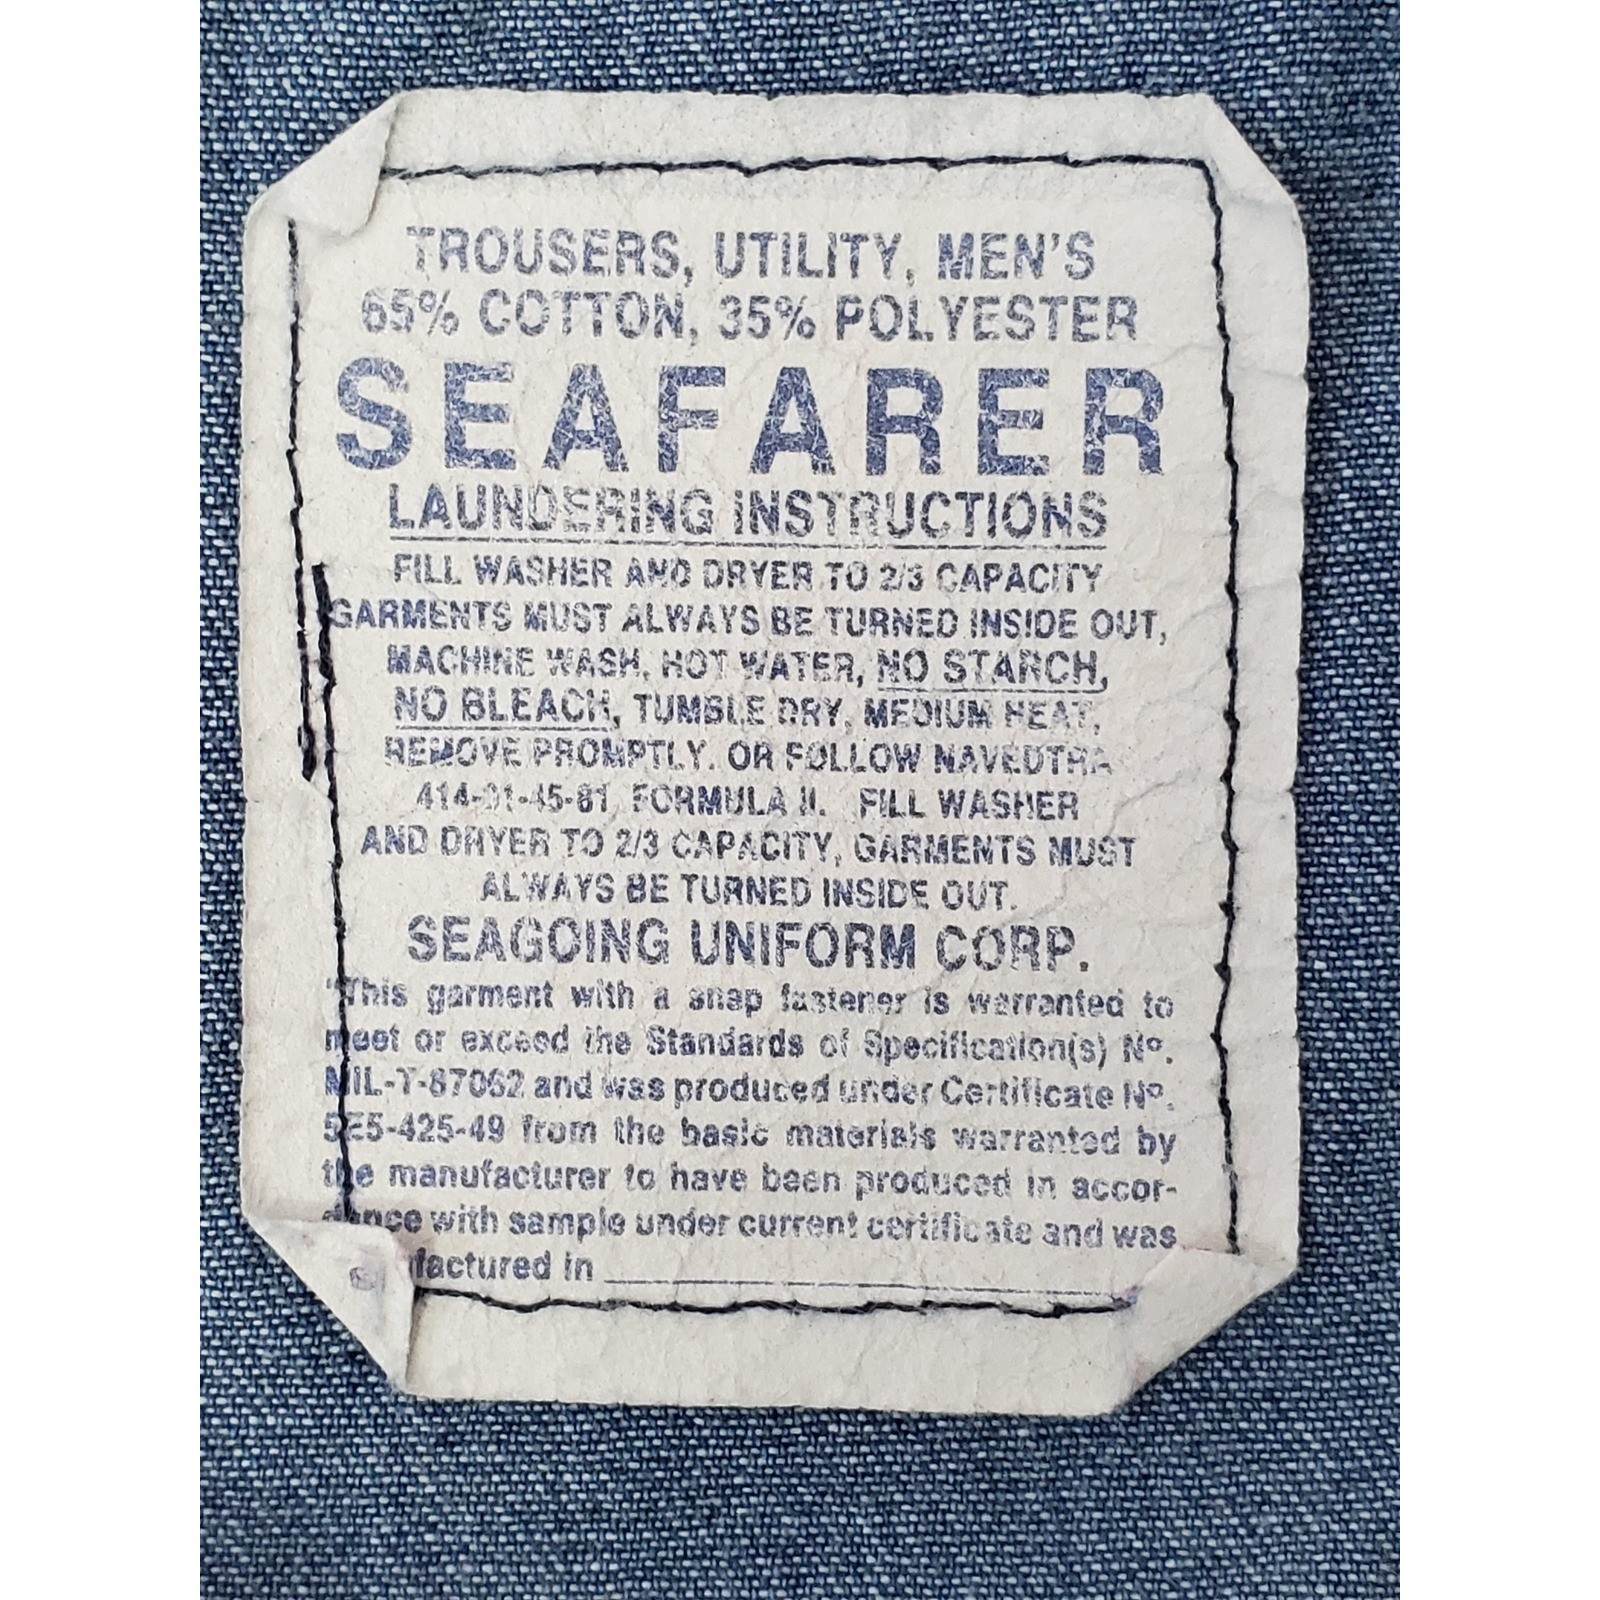 TROUSERS, UTILITY, MEN'S
65% COTTON, 35% POLYESTER
SEAFARER
LAUNDERING INSTRUCTIONS
FILL WASHER AND DRYER TO 2/3 CAPACITY
GARMENTS MUST ALWAYS BE TURNED INSIDE OUT,
MACHINE WASH, HOT WATER, NO STARCH,
NO BLEACH, TUMBLE DRY, MEDIUM HEAT,
REMOVE PROMPTLY. OR FOLLOW NAVEDTRA
414-01-45-81 FORMULA II. FILL WASHER
AND DRYER TO 2/3 CAPACITY, GARMENTS MUST
ALWAYS BE TURNED INSIDE OUT.
SEAGOING UNIFORM CORP.
"This garment with a snap fastener is warranted to
meet or exceed the Standards of Specification(s) Nº.
MIL-T-87062 and was produced under Certificate Nº.
5E5-425-49 from the basic materials warranted by
the manufacturer to have been produced in accor-
dance with sample under current certificate and was
factured in